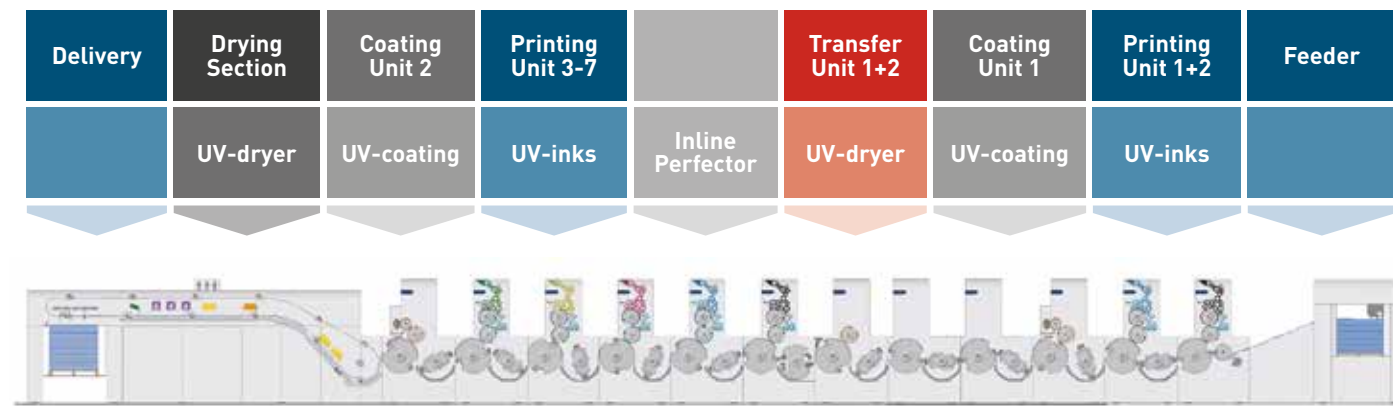 Delivery
Drying
Section
Coating
Unit 2
Printing
Unit 3-7
Transfer
Unit 1+2
Coating
Unit 1
Printing
Unit 1+2
Feeder
UV-dryer
UV-coating
UV-inks
Inline
Perfector
UV-dryer
UV-coating
UV-inks